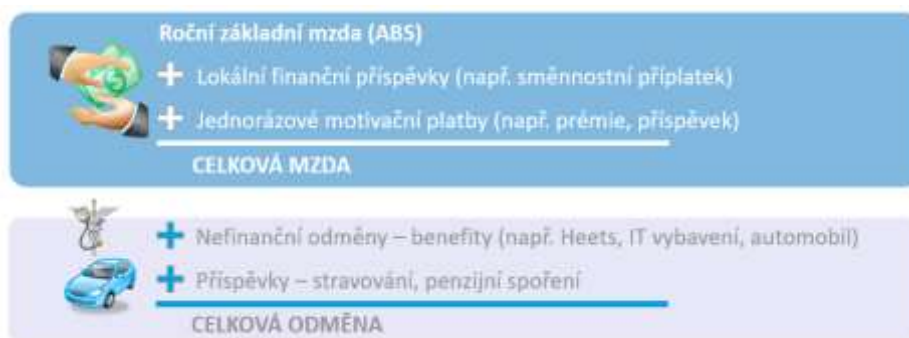 Roční základní mzda (ABS)
+ Lokální finanční příspěvky (např. směnnostní příplatek)
+ Jednorázové motivační platby (např. prémie, příspěvek)
CELKOVÁ MZDA
+ Nefinanční odměny – benefity (např. Heets, IT vybavení, automobil)
+ Příspěvky – stravování, penzijní spoření
CELKOVÁ ODMĚNA